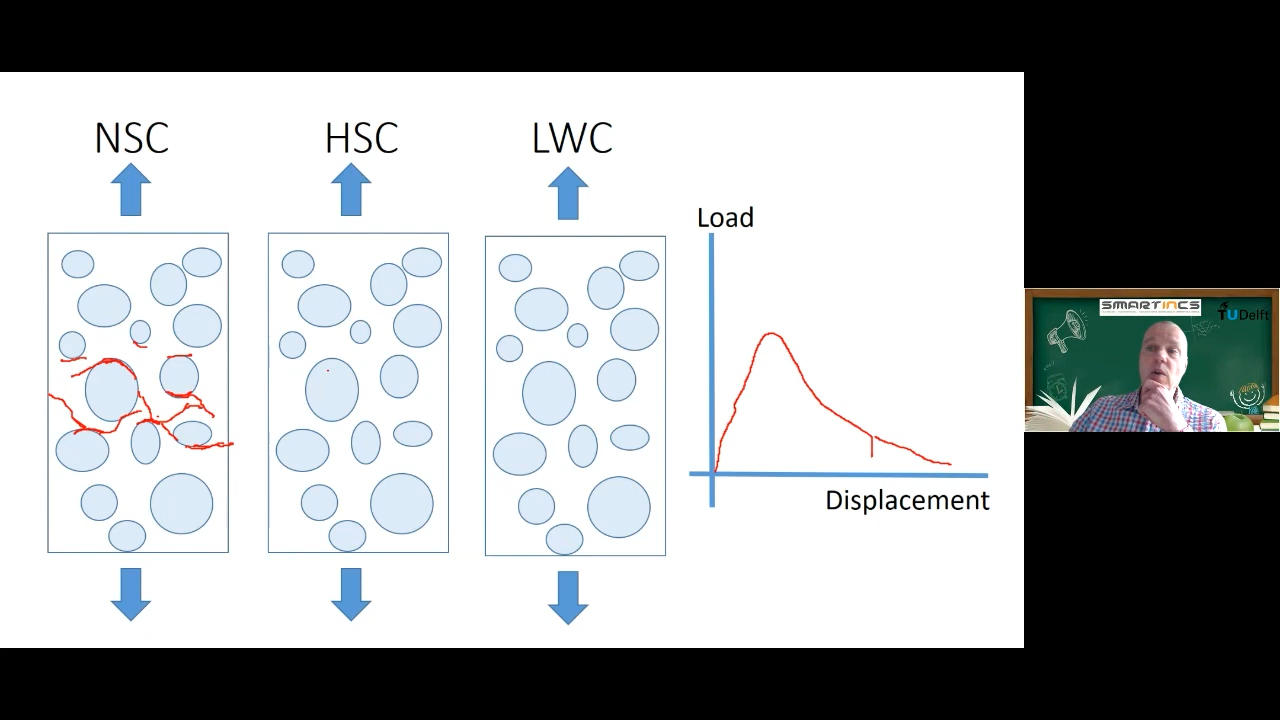 NSC
HSC
LWC
Load
Displacement
SMARTINCS
TU Delft